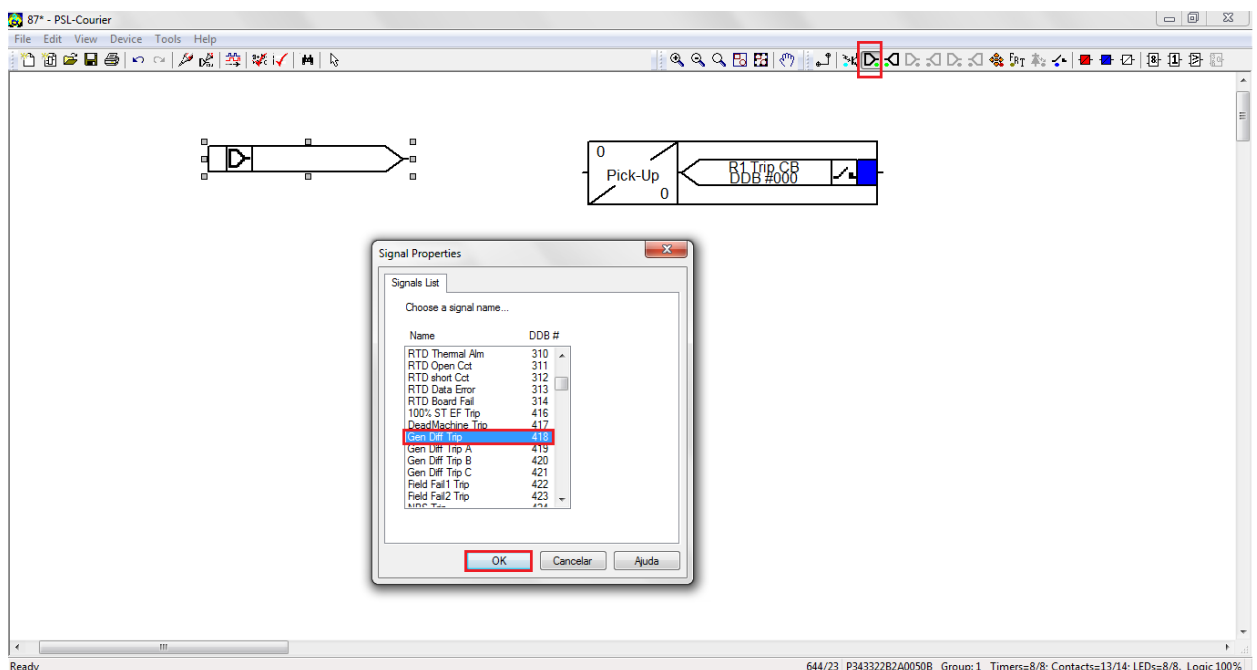 87* - PSL-Courier
File Edit View Device Tools Help
0
Pick-Up
0
R1 Trip CB
DDB #000
Signal Properties
Signals List
Choose a signal name...
Name DDB #
RTD Thermal Alm 310
RTD Open Cct 311
RTD short Cct 312
RTD Data Error 313
RTD Board Fail 314
100% ST EF Trip 416
DeadMachine Trip 417
Gen Diff Trip 418
Gen Diff Trip A 419
Gen Diff Trip B 420
Gen Diff Trip C 421
Field Fail1 Trip 422
Field Fail2 Trip 423
NPS Trip 424
OK Cancelar Ajuda
Ready 644/23 P343322B2A0050B Group: 1 Timers=8/8; Contacts=13/14; LEDs=8/8, Logic 100%